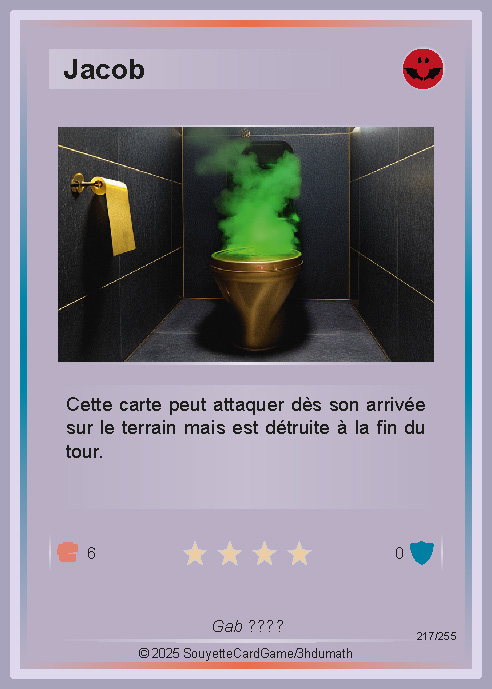 Jacob
Cette carte peut attaquer dès son arrivée
sur le terrain mais est détruite à la fin du
tour.
6
0
Gab ????
217/255
© 2025 SouyetteCardGame/3hdumath